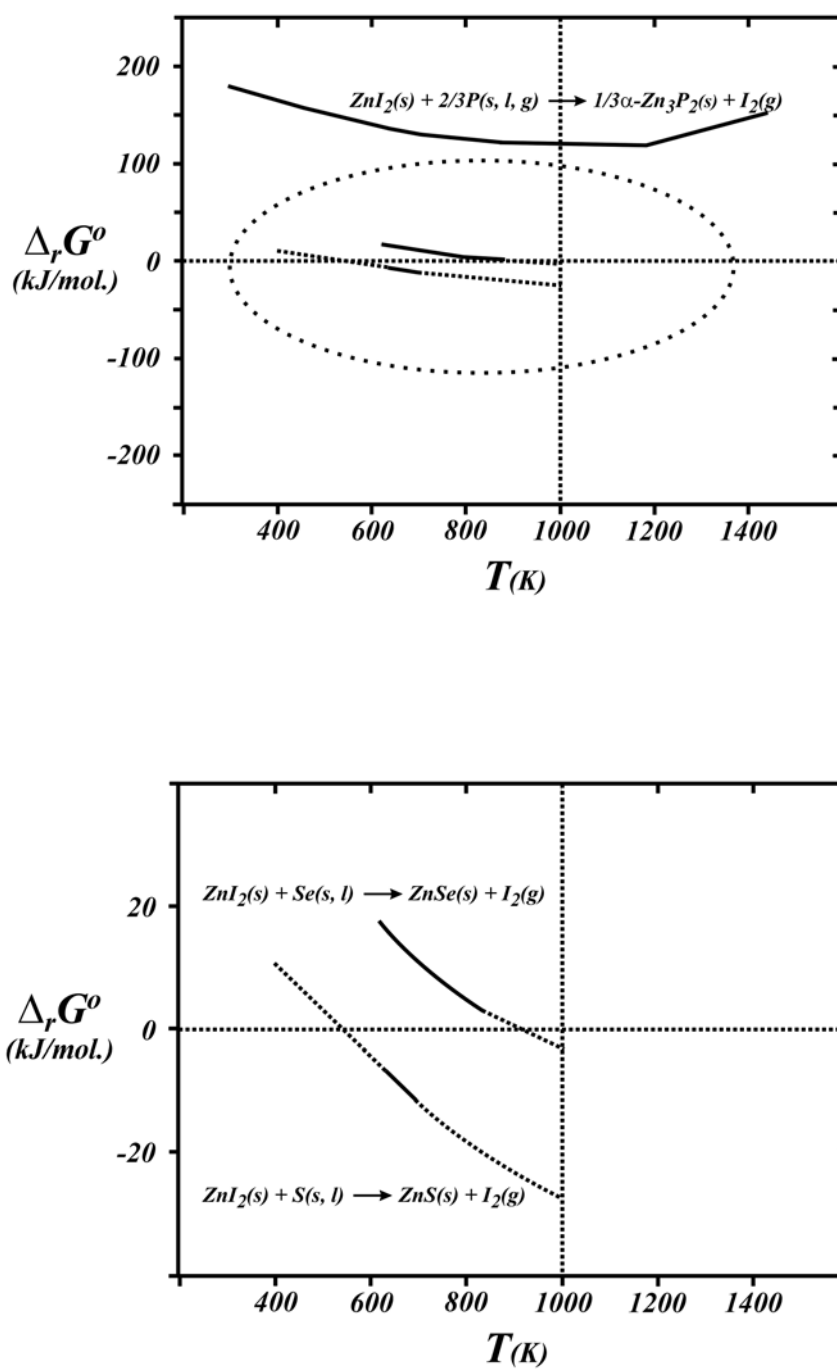 200
ZnI₂(s) + 2/3P(s, l, g) ⟶ 1/3α-Zn₃P₂(s) + I₂(g)
100
ΔᵣGᵒ
(kJ/mol.)
0
-100
-200
400 600 800 1000 1200 1400
T(K)
20
ZnI₂(s) + Se(s, l) ⟶ ZnSe(s) + I₂(g)
ΔᵣGᵒ
(kJ/mol.)
0
-20
ZnI₂(s) + S(s, l) ⟶ ZnS(s) + I₂(g)
400 600 800 1000 1200 1400
T(K)